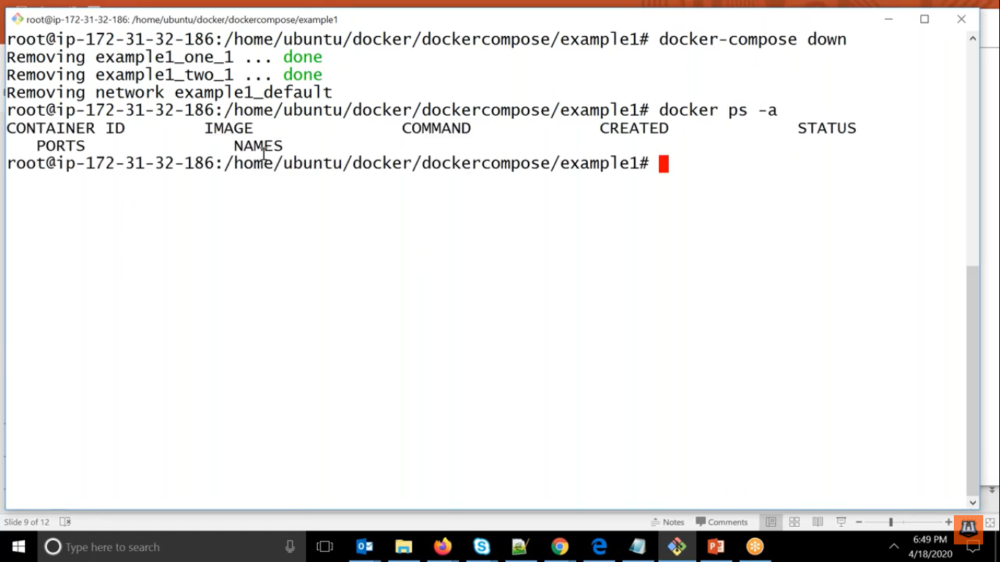 root@ip-172-31-32-186: /home/ubuntu/docker/dockercompose/example1
root@ip-172-31-32-186:/home/ubuntu/docker/dockercompose/example1# docker-compose down
Removing example1_one_1 ... done
Removing example1_two_1 ... done
Removing network example1_default
root@ip-172-31-32-186:/home/ubuntu/docker/dockercompose/example1# docker ps -a
CONTAINER ID IMAGE COMMAND CREATED STATUS
PORTS NAMES
root@ip-172-31-32-186:/home/ubuntu/docker/dockercompose/example1#
Slide 9 of 12
Notes
Comments
Type here to search
6:49 PM
4/18/2020